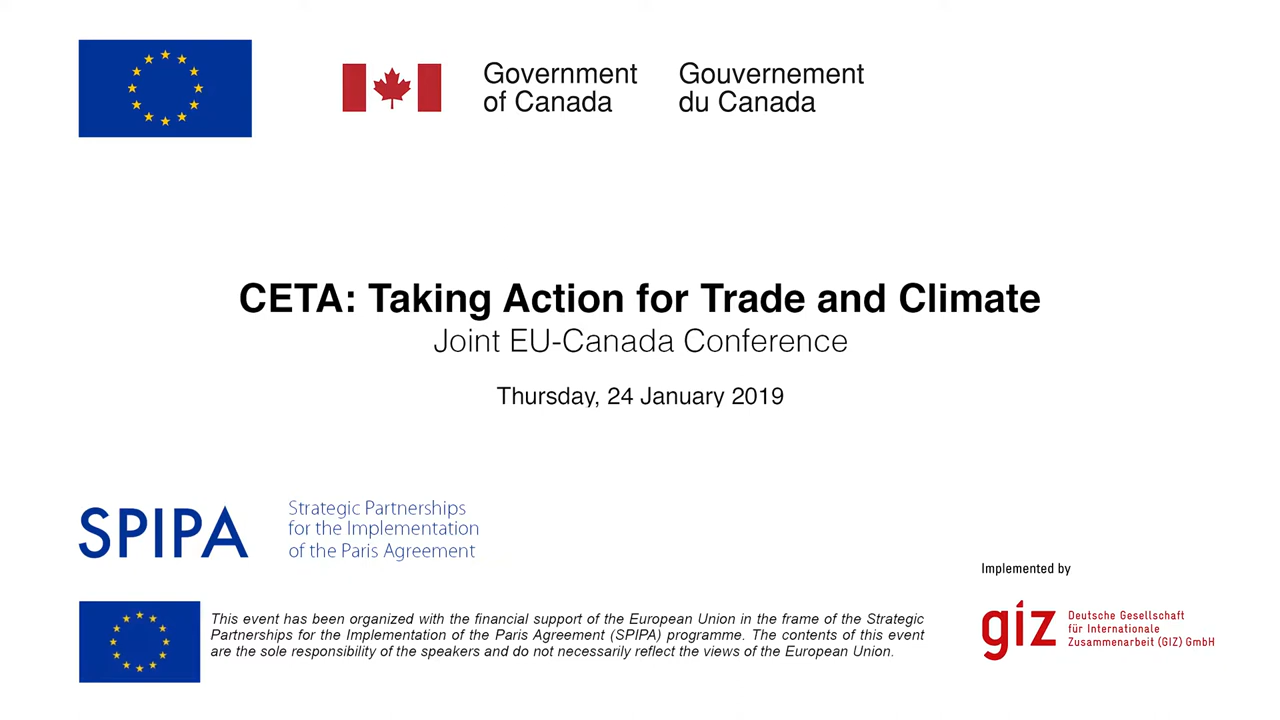 Government
of Canada
Gouvernement
du Canada
CETA: Taking Action for Trade and Climate
Joint EU-Canada Conference
Thursday, 24 January 2019
SPIPA
Strategic Partnerships
for the Implementation
of the Paris Agreement
Implemented by
This event has been organized with the financial support of the European Union in the frame of the Strategic
Partnerships for the Implementation of the Paris Agreement (SPIPA) programme. The contents of this event
are the sole responsibility of the speakers and do not necessarily reflect the views of the European Union.
giz
Deutsche Gesellschaft
für Internationale
Zusammenarbeit (GIZ) GmbH